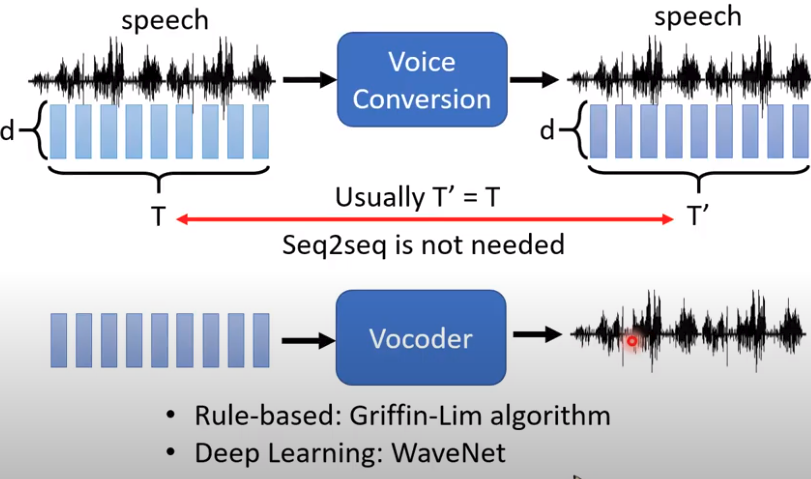 speech
speech
Voice
Conversion
d
d
T
Usually T’ = T
T’
Seq2seq is not needed
Vocoder
• Rule-based: Griffin-Lim algorithm
• Deep Learning: WaveNet